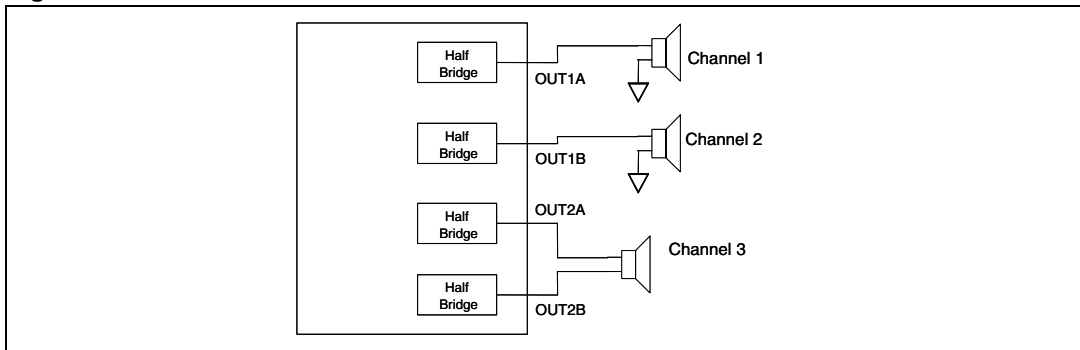 Half
Bridge
OUT1A
Channel 1
Half
Bridge
OUT1B
Channel 2
Half
Bridge
OUT2A
Channel 3
Half
Bridge
OUT2B